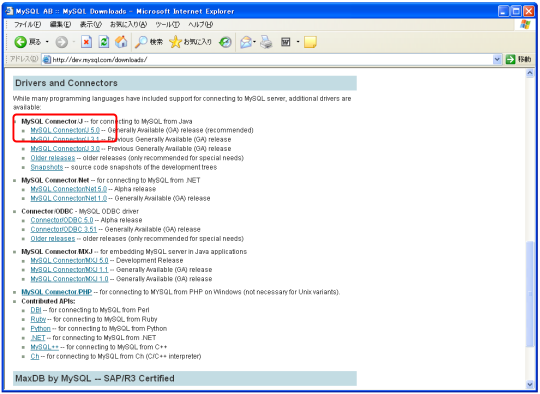 MySQL AB :: MySQL Downloads - Microsoft Internet Explorer
ファイル(F) 編集(E) 表示(V) お気に入り(A) ツール(T) ヘルプ(H)
戻る 検索 お気に入り
アドレス(D) http://dev.mysql.com/downloads/ 移動
Drivers and Connectors
While many programming languages have included support for connecting to MySQL server, additional drivers are
available:
MySQL Connector/J -- for connecting to MySQL from Java
MySQL Connector/J 5.0 -- Generally Available (GA) release (recommended)
MySQL Connector/J 3.1 -- Previous Generally Available (GA) release
MySQL Connector/J 3.0 -- Previous Generally Available (GA) release
Older releases -- older releases (only recommended for special needs)
Snapshots -- source code snapshots of the development trees
MySQL Connector/Net -- for connecting to MySQL from .NET
MySQL Connector/Net 5.0 -- Alpha release
MySQL Connector/Net 1.0 -- Generally Available (GA) release
Connector/ODBC - MySQL ODBC driver
Connector/ODBC 5.0 -- Alpha release
Connector/ODBC 3.51 -- Generally Available (GA) release
Older releases -- older releases (only recommended for special needs)
MySQL Connector/MXJ -- for embedding MySQL server in Java applications
MySQL Connector/MXJ 5.0 -- Development Release
MySQL Connector/MXJ 1.1 -- Generally Available (GA) release
MySQL Connector/MXJ 1.0 -- Generally Available (GA) release
MySQL Connector/PHP -- for connecting to MYSQL from PHP on Windows (not necessary for Unix variants).
Contributed APIs:
DBI -- for connecting to MySQL from Perl
Ruby -- for connecting to MySQL from Ruby
Python -- for connecting to MySQL from Python
.NET -- for connecting to MySQL from .NET
MySQL++ -- for connecting to MySQL from C++
Ch -- for connecting to MySQL from Ch (C/C++ interpreter)
MaxDB by MySQL -- SAP/R3 Certified